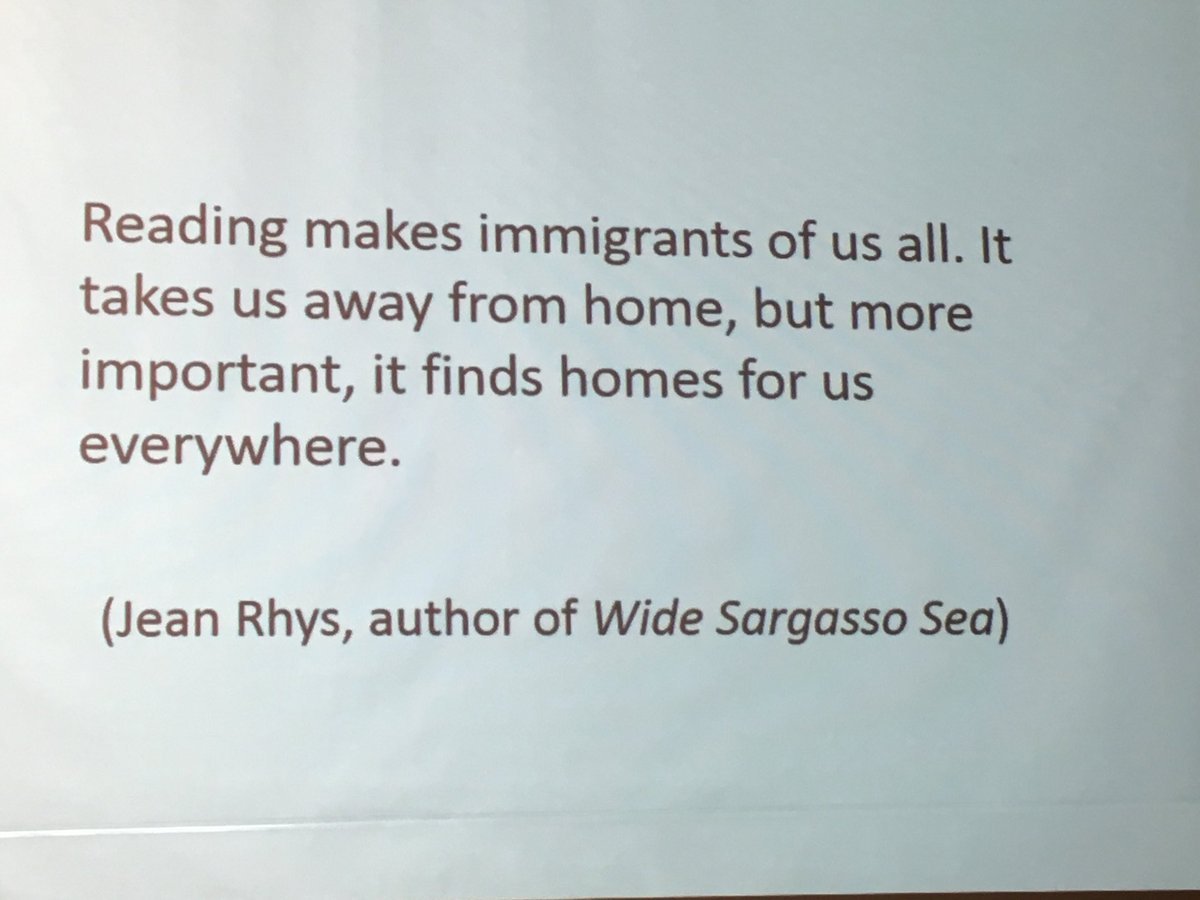 Reading makes immigrants of us all. It
takes us away from home, but more
important, it finds homes for us
everywhere.
(Jean Rhys, author of Wide Sargasso Sea)